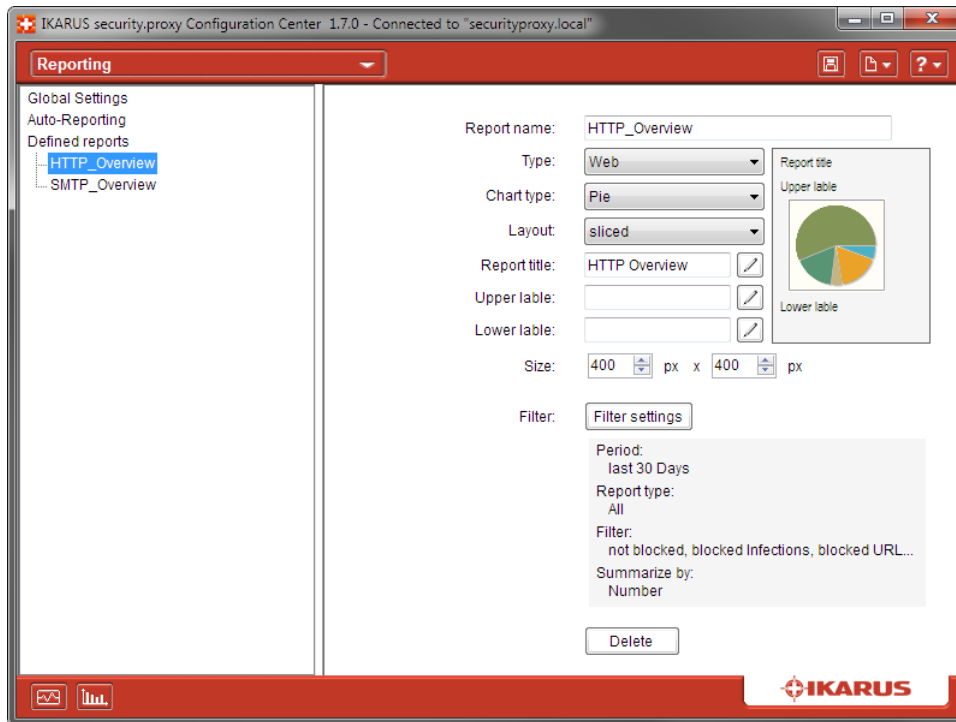 IKARUS security.proxy Configuration Center 1.7.0 - Connected to "securityproxy.local"
Reporting
?
Global Settings
Auto-Reporting
Defined reports
HTTP_Overview
SMTP_Overview
Report name: HTTP_Overview
Type: Web
Chart type: Pie
Layout: sliced
Report title: HTTP Overview
Upper lable:
Lower lable:
Size: 400 px x 400 px
Report title
Upper lable
Lower lable
Filter: Filter settings
Period:
last 30 Days
Report type:
All
Filter:
not blocked, blocked Infections, blocked URL...
Summarize by:
Number
Delete
IKARUS